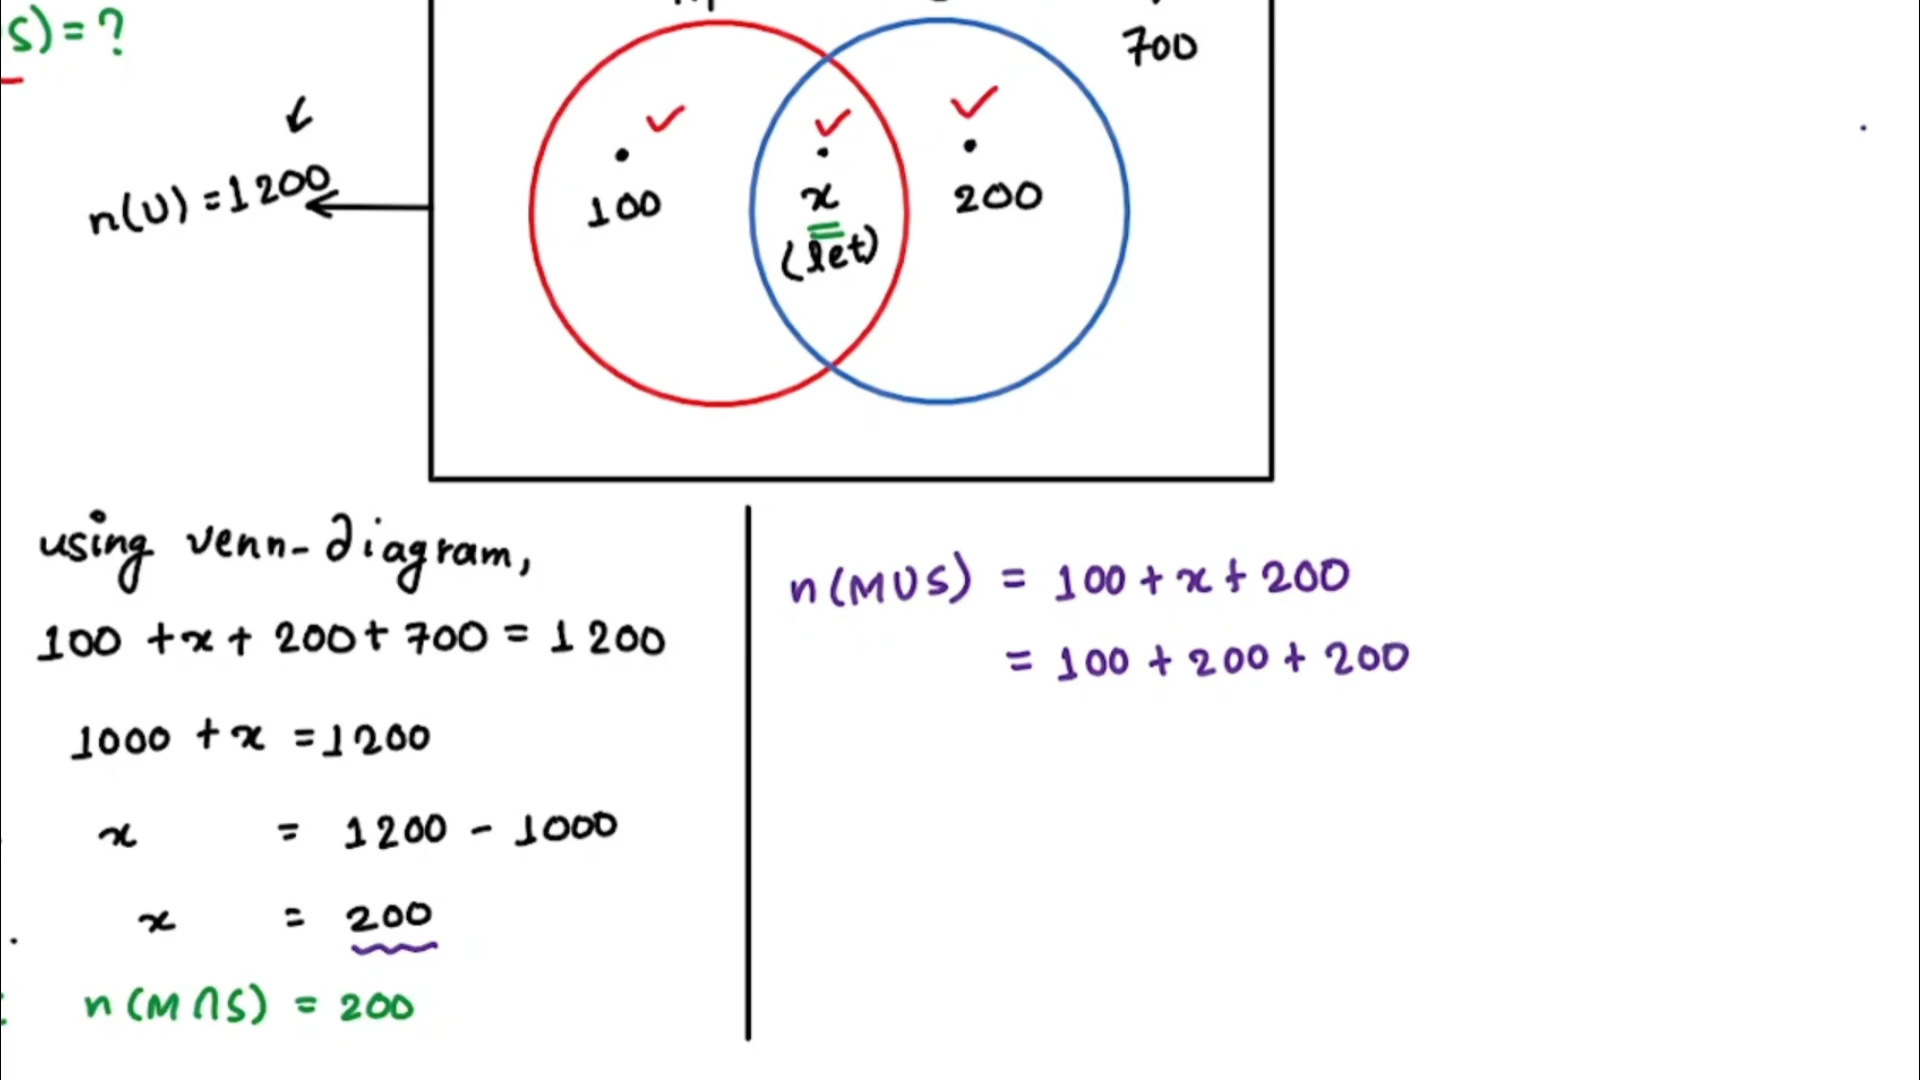 s) = ?
700
n(U) = 1200
100
x
200
(let)
using venn-diagram,
100 + x + 200 + 700 = 1200
1000 + x = 1200
x = 1200 - 1000
x = 200
n(M∩S) = 200
n(MUS) = 100 + x + 200
= 100 + 200 + 200